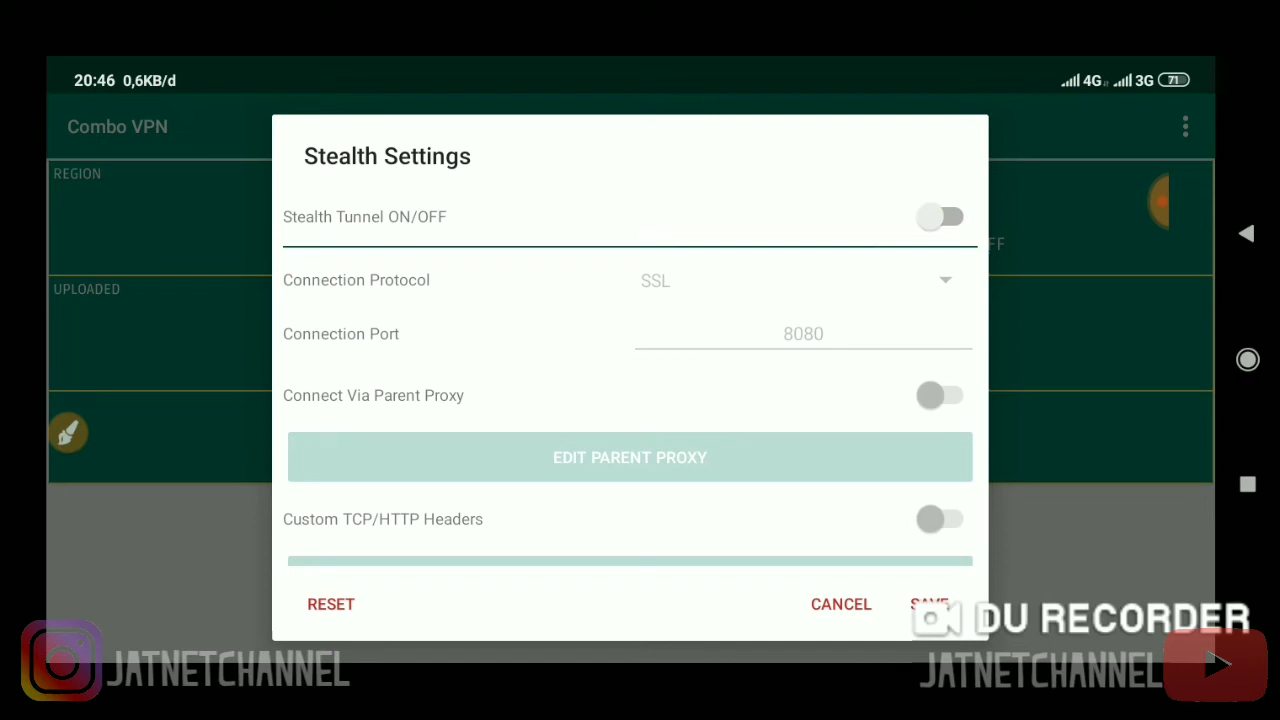 20:46 0,6KB/d
4G 3G 71
Combo VPN
REGION
FF
UPLOADED
Stealth Settings
Stealth Tunnel ON/OFF
Connection Protocol SSL
Connection Port 8080
Connect Via Parent Proxy
EDIT PARENT PROXY
Custom TCP/HTTP Headers
RESET CANCEL SAVE
DU RECORDER
JATNETCHANNEL JATNETCHANNEL